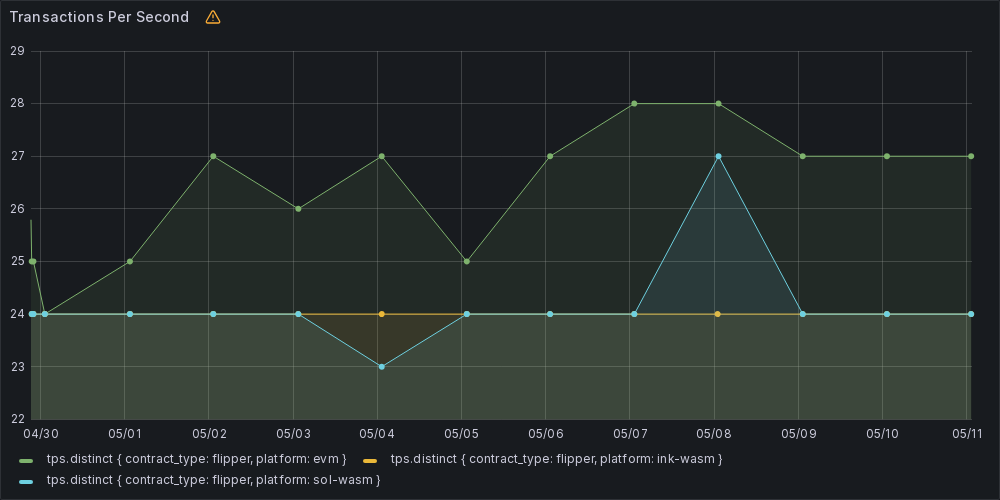 Transactions Per Second
29
28
27
26
25
24
23
22
04/30 05/01 05/02 05/03 05/04 05/05 05/06 05/07 05/08 05/09 05/10 05/11
tps.distinct { contract_type: flipper, platform: evm } tps.distinct { contract_type: flipper, platform: ink-wasm }
tps.distinct { contract_type: flipper, platform: sol-wasm }